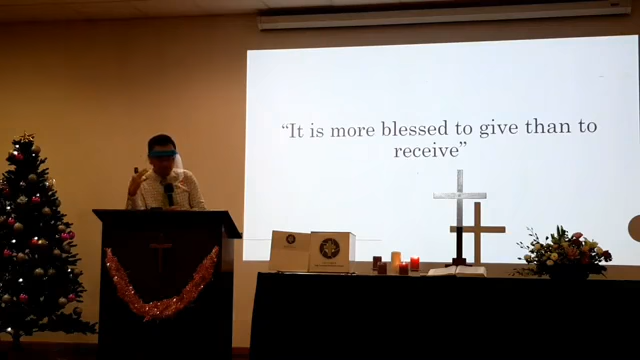 “It is more blessed to give than to
receive”